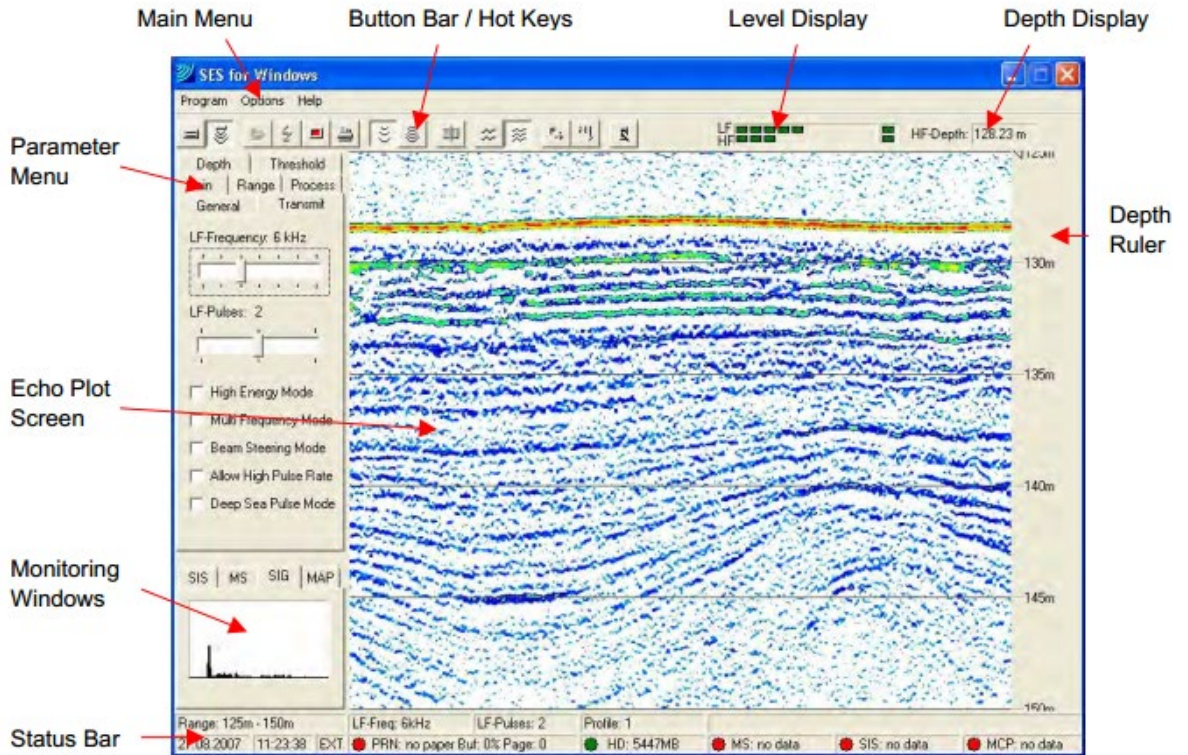 Main Menu
Button Bar / Hot Keys
Level Display
Depth Display
SES for Windows
Program Options Help
LF
HF
HF-Depth: 128.23 m
Parameter
Menu
Depth Threshold
Range Process
General Transmit
LF-Frequency: 6 kHz
LF-Pulses: 2
High Energy Mode
Multi Frequency Mode
Beam Steering Mode
Allow High Pulse Rate
Deep Sea Pulse Mode
125m
Depth
Ruler
130m
135m
140m
145m
150m
Echo Plot
Screen
Monitoring
Windows
SIS MS SIG MAP
Status Bar
Range: 125m - 150m LF-Freq: 6kHz LF-Pulses: 2 Profile: 1
.08.2007 11:23:38 EXT PRN: no paper Buf: 0% Page: 0 HD: 5447MB MS: no data SIS: no data MCP: no data